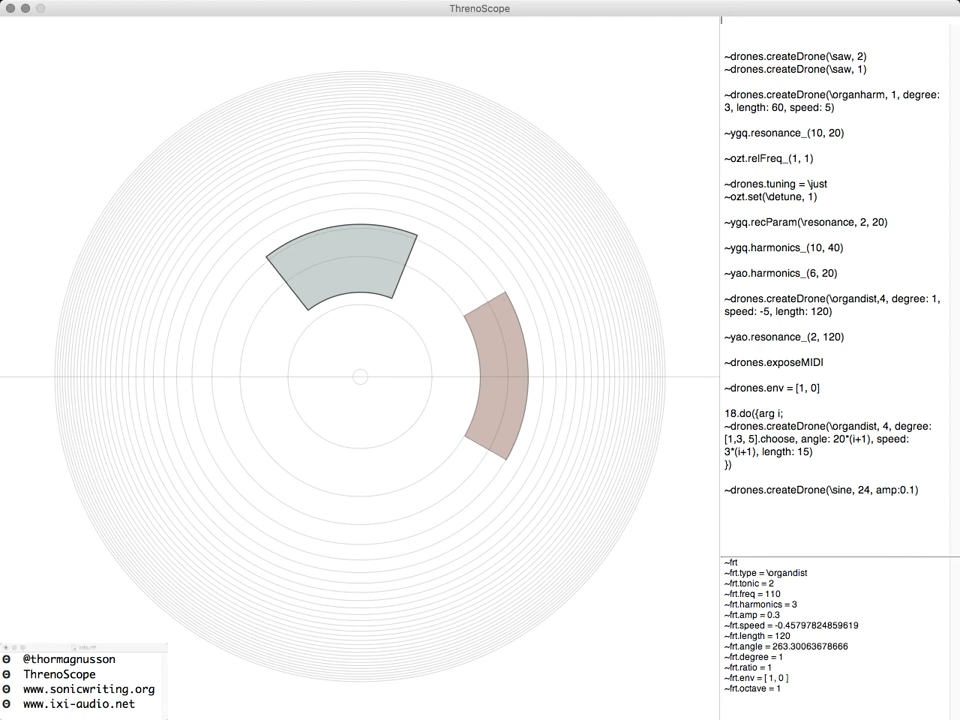 ThrenoScope
~drones.createDrone(\saw, 2)
~drones.createDrone(\saw, 1)
~drones.createDrone(\organharm, 1, degree:
3, length: 60, speed: 5)
~ygq.resonance_(10, 20)
~ozt.relFreq_(1, 1)
~drones.tuning = \just
~ozt.set(\detune, 1)
~ygq.recParam(\resonance, 2, 20)
~ygq.harmonics_(10, 40)
~yao.harmonics_(6, 20)
~drones.createDrone(\organdist,4, degree: 1,
speed: -5, length: 120)
~yao.resonance_(2, 120)
~drones.exposeMIDI
~drones.env = [1, 0]
18.do({arg i;
~drones.createDrone(\organdist, 4, degree:
[1,3, 5].choose, angle: 20*(i+1), speed:
3*(i+1), length: 15)
})
~drones.createDrone(\sine, 24, amp:0.1)
~frt
~frt.type = \organdist
~frt.tonic = 2
~frt.freq = 110
~frt.harmonics = 3
~frt.amp = 0.3
~frt.speed = -0.45797824859619
~frt.length = 120
~frt.angle = 263.30063678666
~frt.degree = 1
~frt.ratio = 1
~frt.env = [ 1, 0 ]
~frt.octave = 1
Θ @thormagnusson
Θ ThrenoScope
Θ www.sonicwriting.org
Θ www.ixi-audio.net